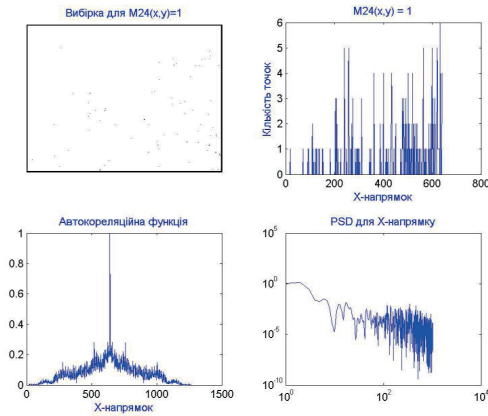 Вибірка для M24(x,y)=1
M24(x,y) = 1
Кількість точок
6
5
4
3
2
1
0
0 200 400 600 800
X-напрямок
Автокореляційна функція
1
0.8
0.6
0.4
0.2
0
0 500 1000 1500
X-напрямок
PSD для X-напрямку
10^5
10^0
10^-5
10^-10
10^0 10^2 10^4